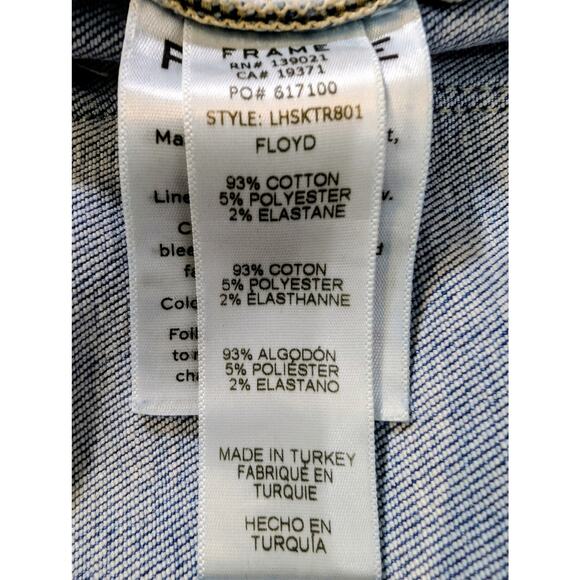 FRAME
RN# 139021
CA# 19371
PO# 617100
STYLE: LHSKTR801
FLOYD
93% COTTON
5% POLYESTER
2% ELASTANE
93% COTON
5% POLYESTER
2% ÉLASTHANNE
93% ALGODÓN
5% POLIÉSTER
2% ELASTANO
MADE IN TURKEY
FABRIQUÉ EN
TURQUIE
HECHO EN
TURQUÍA